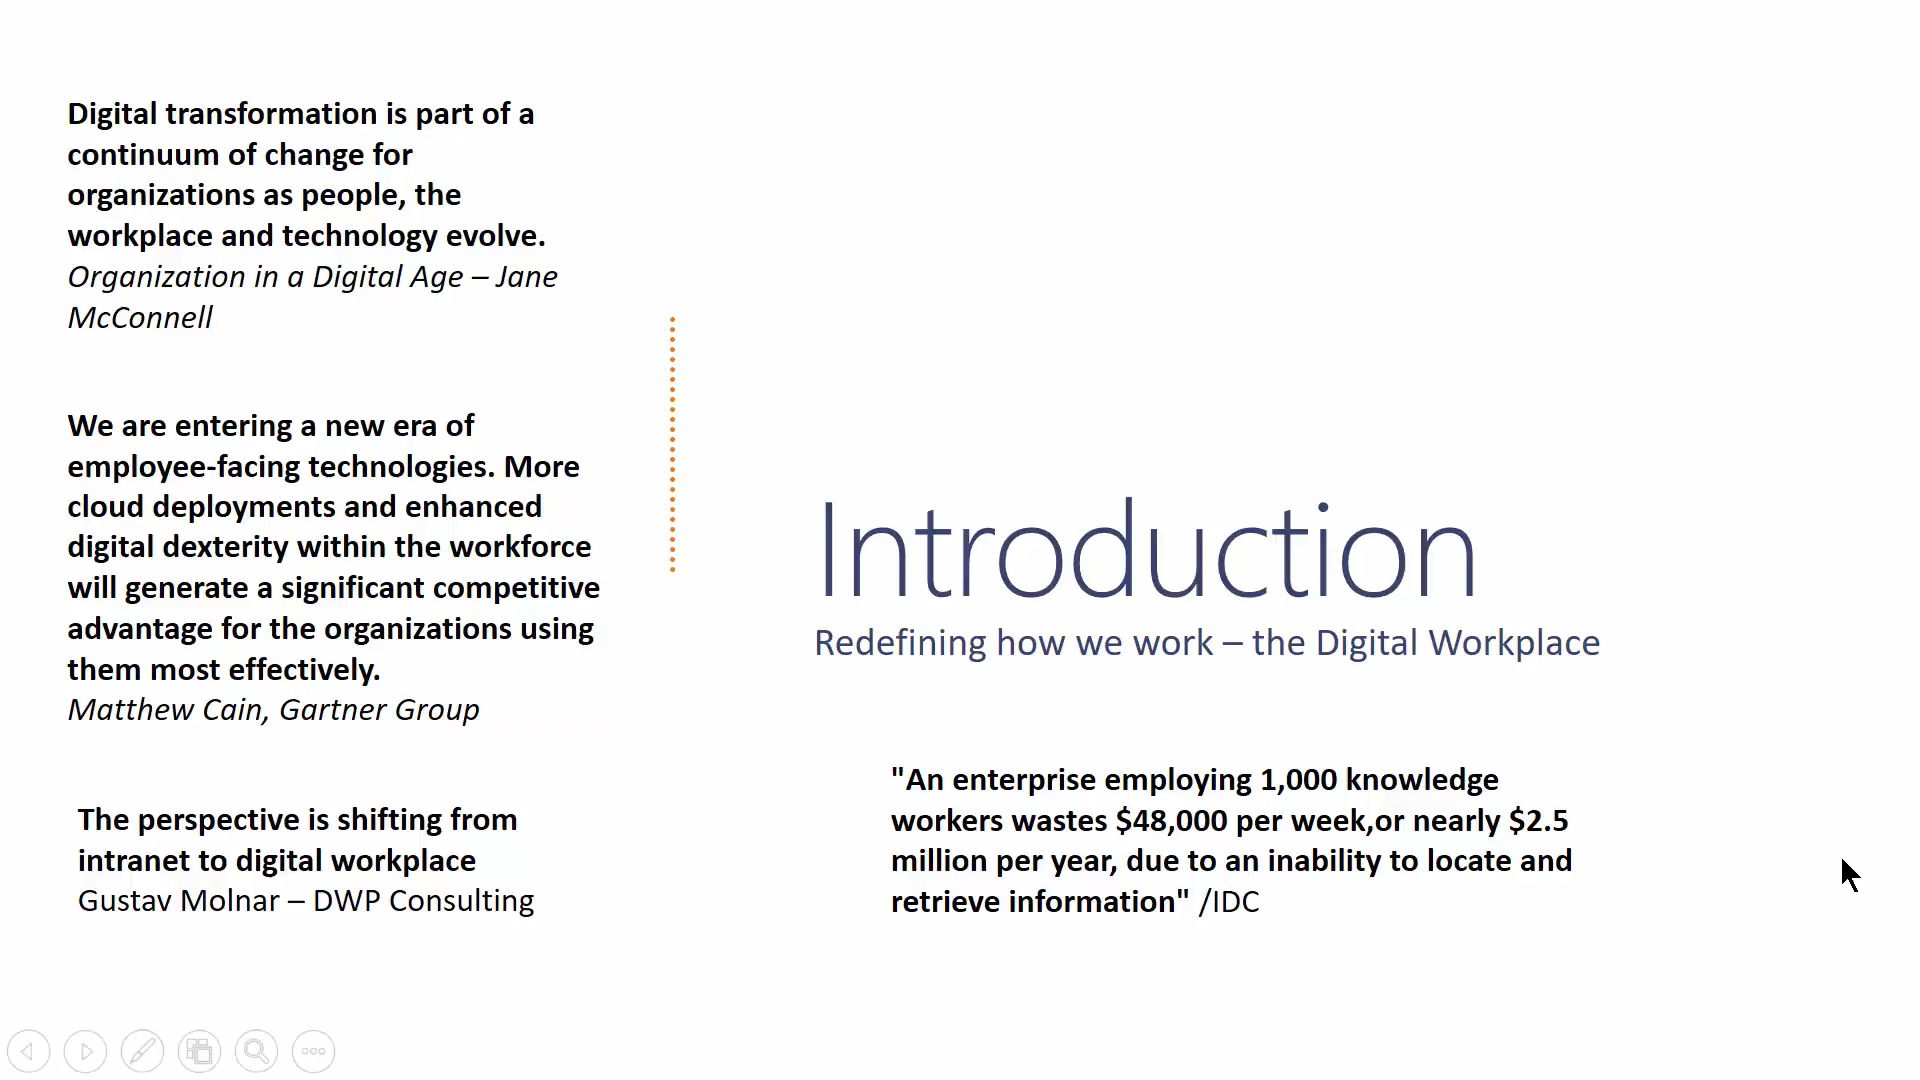 Digital transformation is part of a
continuum of change for
organizations as people, the
workplace and technology evolve.
Organization in a Digital Age – Jane
McConnell
We are entering a new era of
employee-facing technologies. More
cloud deployments and enhanced
digital dexterity within the workforce
will generate a significant competitive
advantage for the organizations using
them most effectively.
Matthew Cain, Gartner Group
The perspective is shifting from
intranet to digital workplace
Gustav Molnar – DWP Consulting
Introduction
Redefining how we work – the Digital Workplace
"An enterprise employing 1,000 knowledge
workers wastes $48,000 per week,or nearly $2.5
million per year, due to an inability to locate and
retrieve information" /IDC